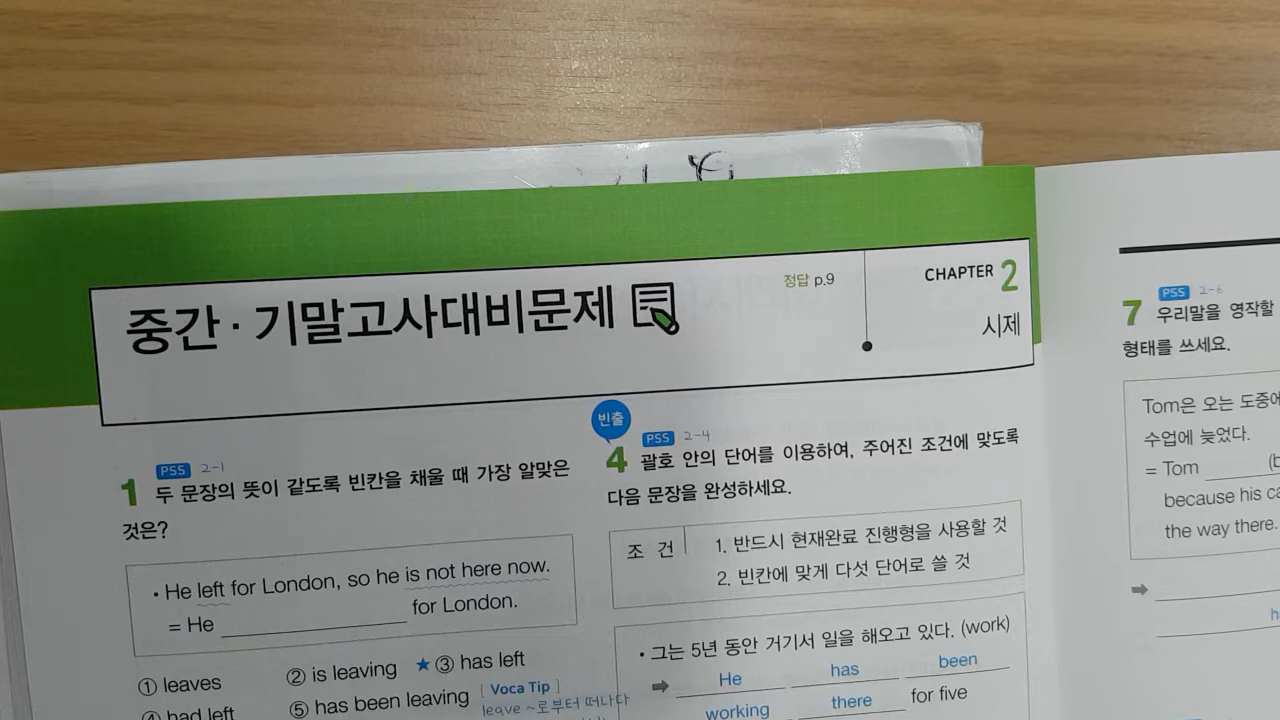 중간·기말고사대비문제
정답 p.9
CHAPTER 2
시제
PSS 2-1
1 두 문장의 뜻이 같도록 빈칸을 채울 때 가장 알맞은
것은?
• He left for London, so he is not here now.
= He ____________ for London.
① leaves
② is leaving
★ ③ has left
④ had left
⑤ has been leaving
[ Voca Tip ]
leave ~로부터 떠나다
빈출
PSS 2-4
4 괄호 안의 단어를 이용하여, 주어진 조건에 맞도록
다음 문장을 완성하세요.
조 건
1. 반드시 현재완료 진행형을 사용할 것
2. 빈칸에 맞게 다섯 단어로 쓸 것
• 그는 5년 동안 거기서 일을 해오고 있다. (work)
➡ He has been
working there for five
PSS 2-6
7 우리말을 영작할
형태를 쓰세요.
Tom은 오는 도중에
수업에 늦었다.
= Tom ______ (b
because his ca
the way there.
➡
h